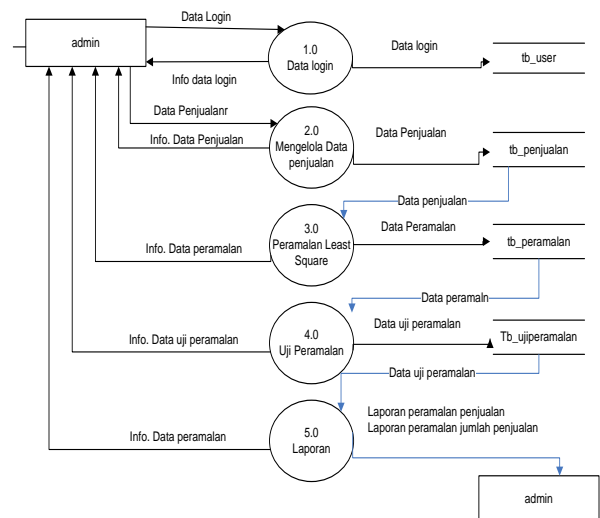 Data Login
admin
1.0
Data login
Data login
tb_user
Info data login
Data Penjualanr
Info. Data Penjualan
2.0
Mengelola Data
penjualan
Data Penjualan
tb_penjualan
Data penjualan
3.0
Peramalan Least
Square
Data Peramalan
tb_peramalan
Info. Data peramalan
Data peramaln
4.0
Uji Peramalan
Data uji peramalan
Tb_ujiperamalan
Info. Data uji peramalan
Data uji peramalan
5.0
Laporan
Laporan peramalan penjualan
Laporan peramalan jumlah penjualan
Info. Data peramalan
admin